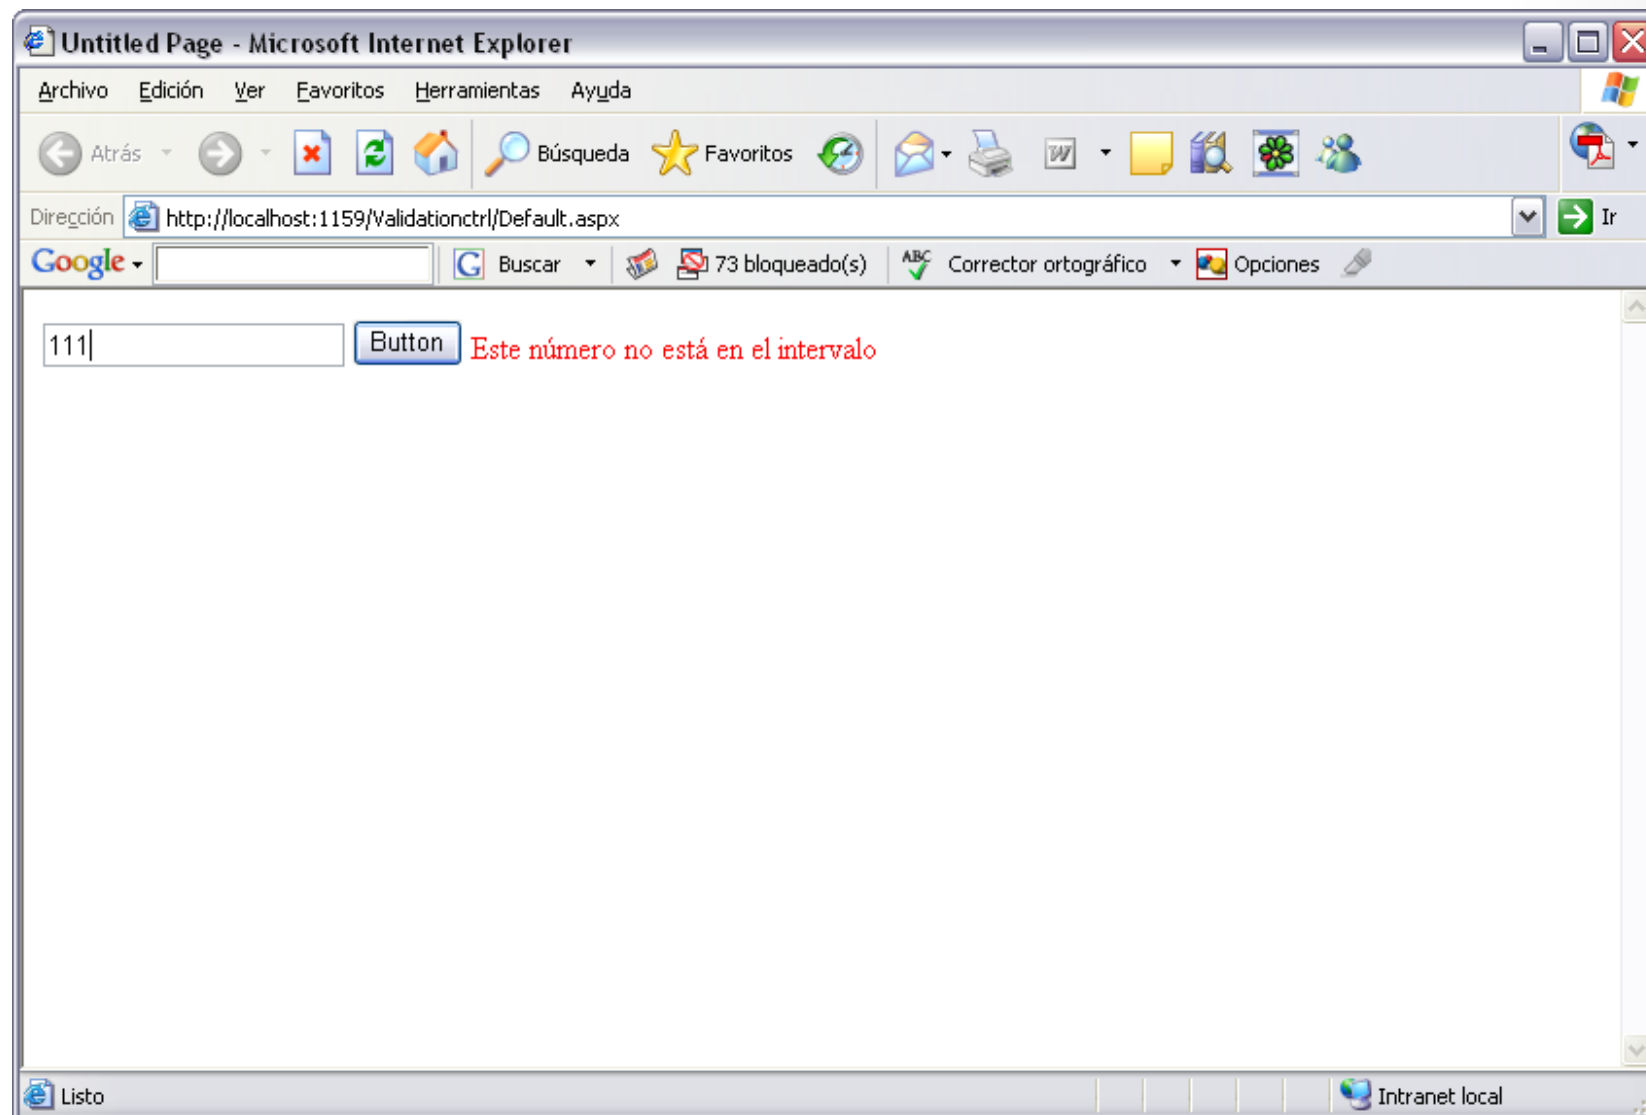 Untitled Page - Microsoft Internet Explorer
Archivo Edición Ver Favoritos Herramientas Ayuda
Atrás Búsqueda Favoritos W
Dirección http://localhost:1159/Validationctrl/Default.aspx Ir
Google G Buscar 73 bloqueado(s) ABC Corrector ortográfico Opciones
111 Button Este número no está en el intervalo
Listo Intranet local